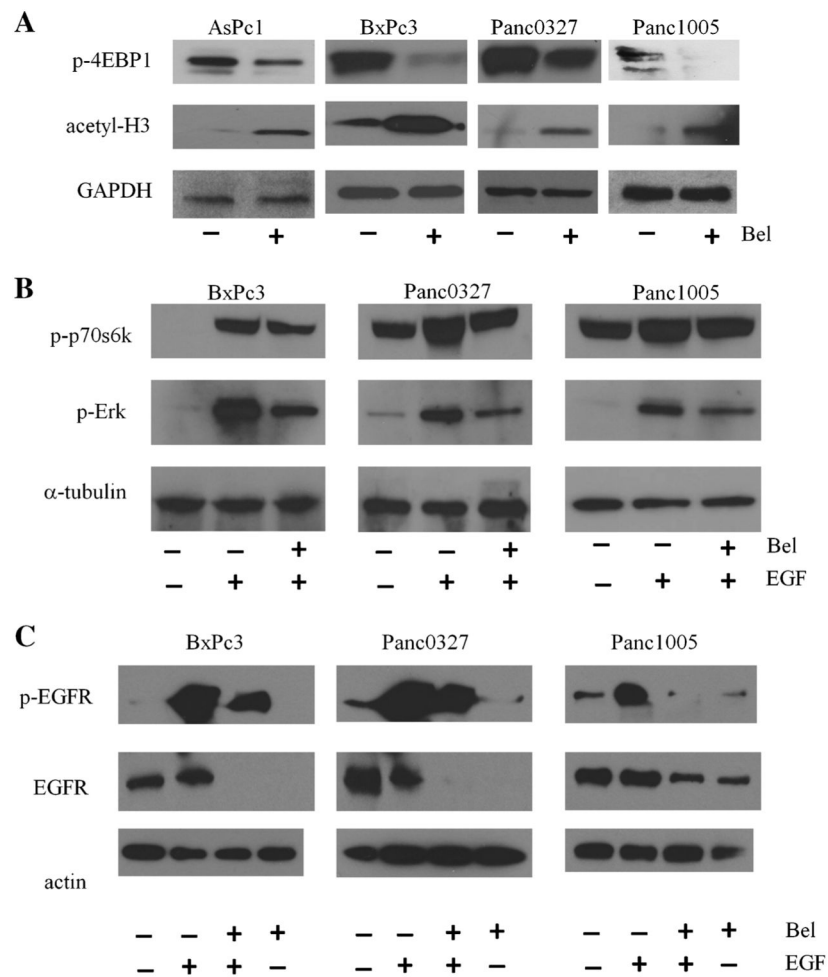 A
AsPc1 BxPc3 Panc0327 Panc1005
p-4EBP1
acetyl-H3
GAPDH
− + − + − + − + Bel
B
BxPc3 Panc0327 Panc1005
p-p70s6k
p-Erk
α-tubulin
− − + − − + − − + Bel
− + + − + + − + + EGF
C
BxPc3 Panc0327 Panc1005
p-EGFR
EGFR
actin
− − + + − − + + − − + + Bel
− + + − − + + − − + + − EGF